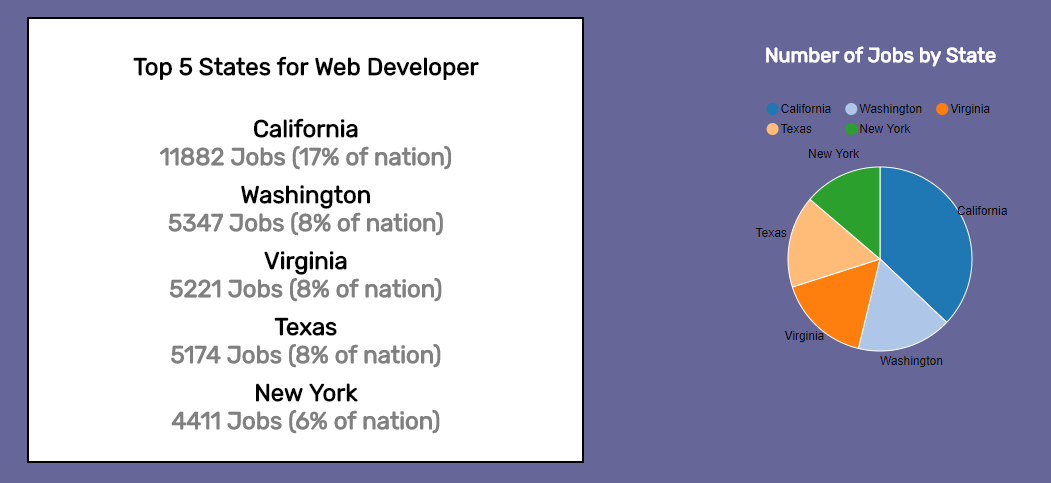 Top 5 States for Web Developer
California
11882 Jobs (17% of nation)
Washington
5347 Jobs (8% of nation)
Virginia
5221 Jobs (8% of nation)
Texas
5174 Jobs (8% of nation)
New York
4411 Jobs (6% of nation)
Number of Jobs by State
California Washington Virginia
Texas New York
New York
California
Texas
Virginia
Washington